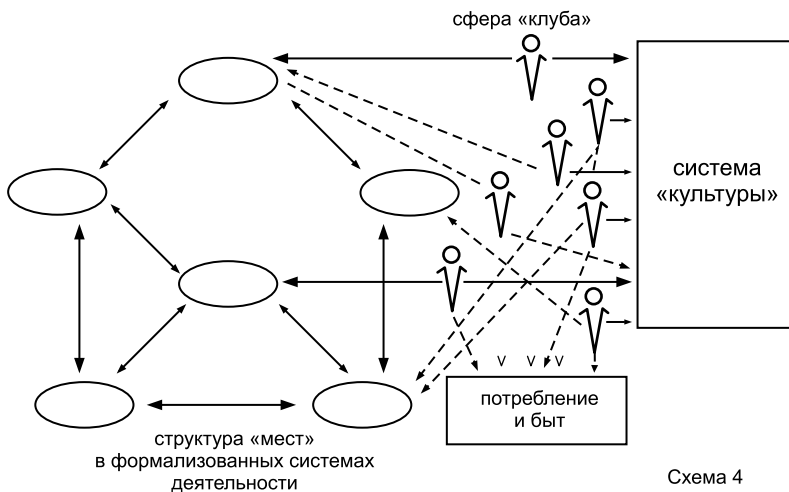 сфера «клуба»
система
«культуры»
потребление
и быт
структура «мест»
в формализованных системах
деятельности
Схема 4